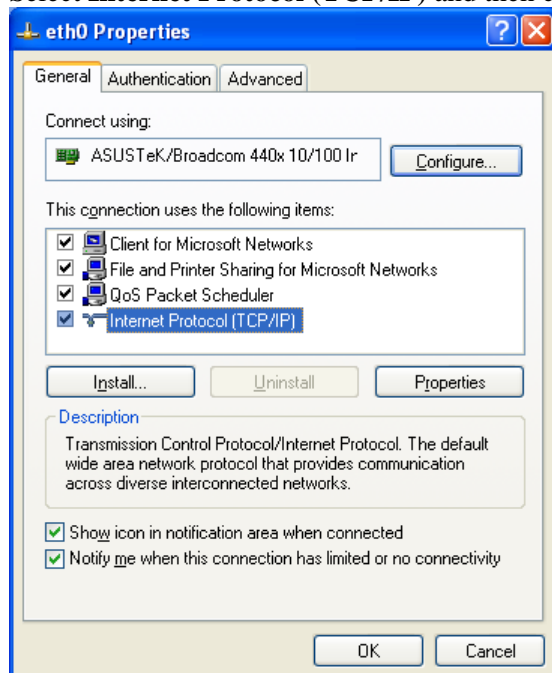 eth0 Properties
General Authentication Advanced
Connect using:
ASUSTeK/Broadcom 440x 10/100 In
Configure...
This connection uses the following items:
Client for Microsoft Networks
File and Printer Sharing for Microsoft Networks
QoS Packet Scheduler
Internet Protocol (TCP/IP)
Install... Uninstall Properties
Description
Transmission Control Protocol/Internet Protocol. The default
wide area network protocol that provides communication
across diverse interconnected networks.
Show icon in notification area when connected
Notify me when this connection has limited or no connectivity
OK Cancel